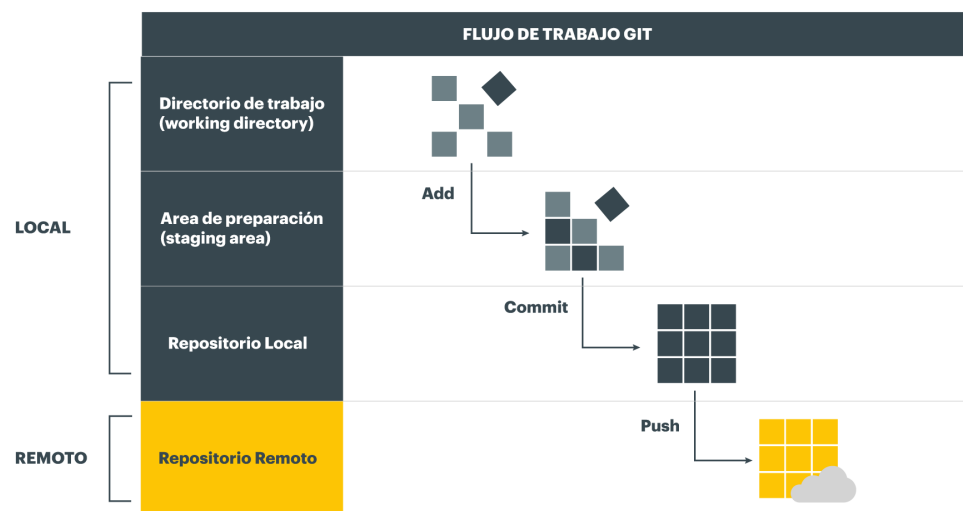 FLUJO DE TRABAJO GIT
LOCAL
Directorio de trabajo
(working directory)
Add
Area de preparación
(staging area)
Commit
Repositorio Local
Push
REMOTO
Repositorio Remoto